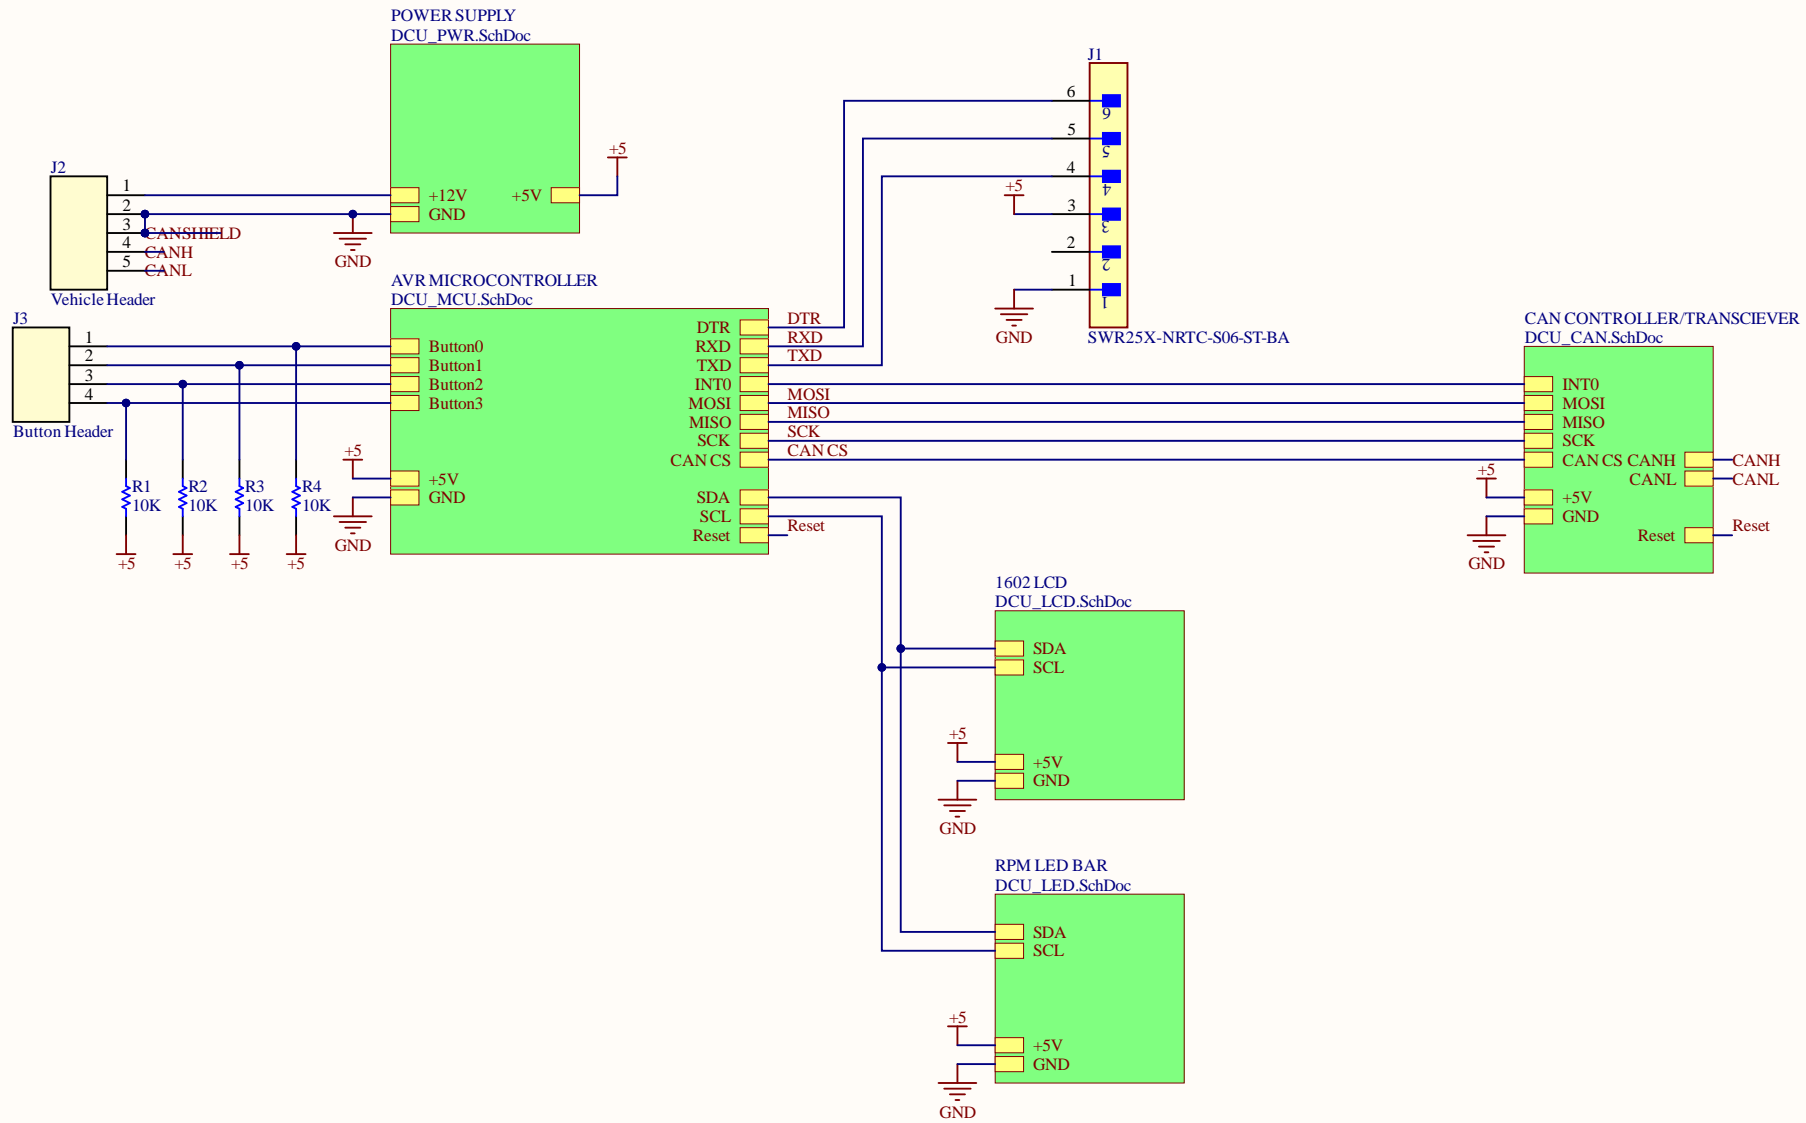 POWER SUPPLY
DCU_PWR.SchDoc
+12V
GND
+5V
+5
GND
J2
1
2
3
4
5
CANSHIELD
CANH
CANL
Vehicle Header
J1
6
5
4
3
2
1
6
5
4
3
2
1
+5
GND
SWR25X-NRTC-S06-ST-BA
AVR MICROCONTROLLER
DCU_MCU.SchDoc
Button0
Button1
Button2
Button3
+5V
GND
DTR
RXD
TXD
INT0
MOSI
MISO
SCK
CAN CS
SDA
SCL
Reset
DTR
RXD
TXD
MOSI
MISO
SCK
CAN CS
Reset
+5
GND
J3
1
2
3
4
Button Header
R1
10K
R2
10K
R3
10K
R4
10K
+5
+5
+5
+5
CAN CONTROLLER/TRANSCIEVER
DCU_CAN.SchDoc
INT0
MOSI
MISO
SCK
CAN CS
CANH
CANL
+5V
GND
Reset
CANH
CANL
Reset
+5
GND
1602 LCD
DCU_LCD.SchDoc
SDA
SCL
+5V
GND
+5
GND
RPM LED BAR
DCU_LED.SchDoc
SDA
SCL
+5V
GND
+5
GND